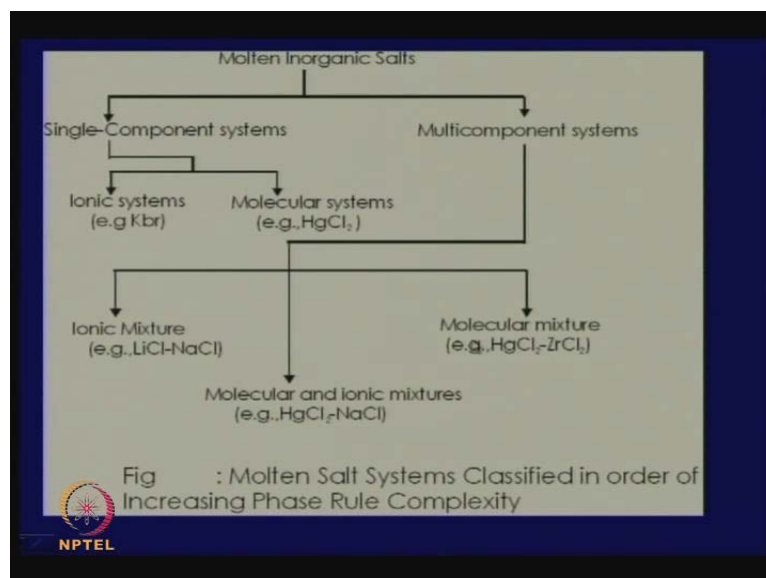 Molten Inorganic Salts
Single-Component systems
Multicomponent systems
Ionic systems
(e.g Kbr)
Molecular systems
(e.g.,HgCl₂)
Ionic Mixture
(e.g.,LiCl-NaCl)
Molecular mixture
(e.g.,HgCl₂-ZrCl₂)
Molecular and ionic mixtures
(e.g.,HgCl₂-NaCl)
Fig : Molten Salt Systems Classified in order of
Increasing Phase Rule Complexity
NPTEL